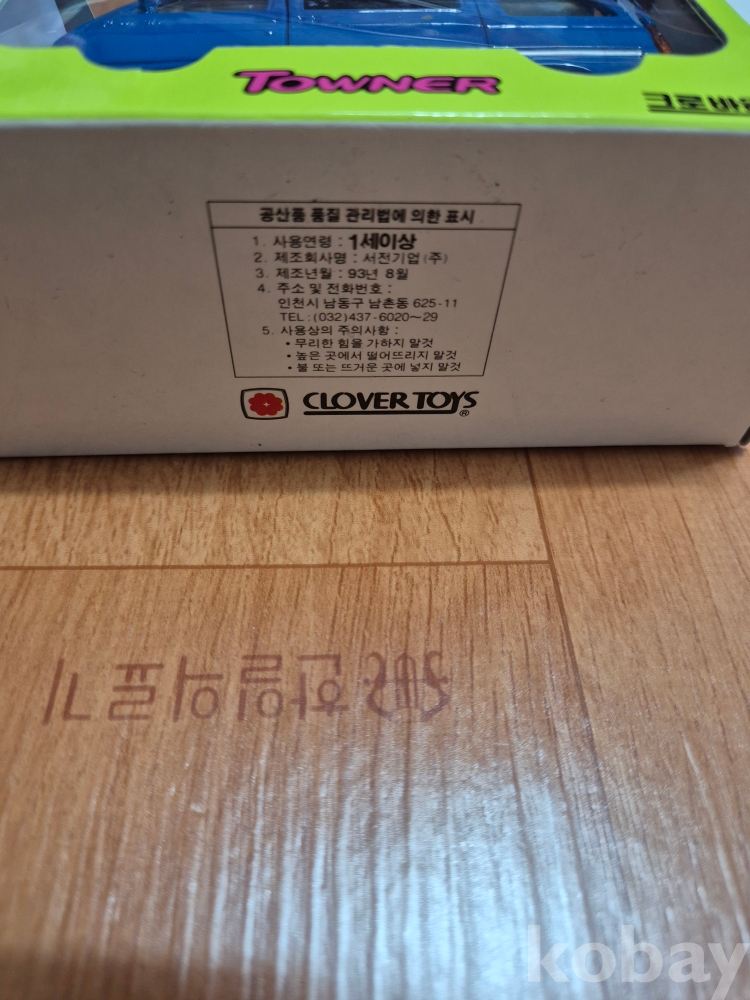 TOWNER
크로바
공산품 품질 관리법에 의한 표시
1. 사용연령 : 1세이상
2. 제조회사명 : 서전기업(주)
3. 제조년월 : 93년 8월
4. 주소 및 전화번호 :
인천시 남동구 남촌동 625-11
TEL : (032)437-6020~29
5. 사용상의 주의사항 :
• 무리한 힘을 가하지 말것
• 높은 곳에서 떨어뜨리지 말것
• 불 또는 뜨거운 곳에 넣지 말것
CLOVER TOYS ®
kobay